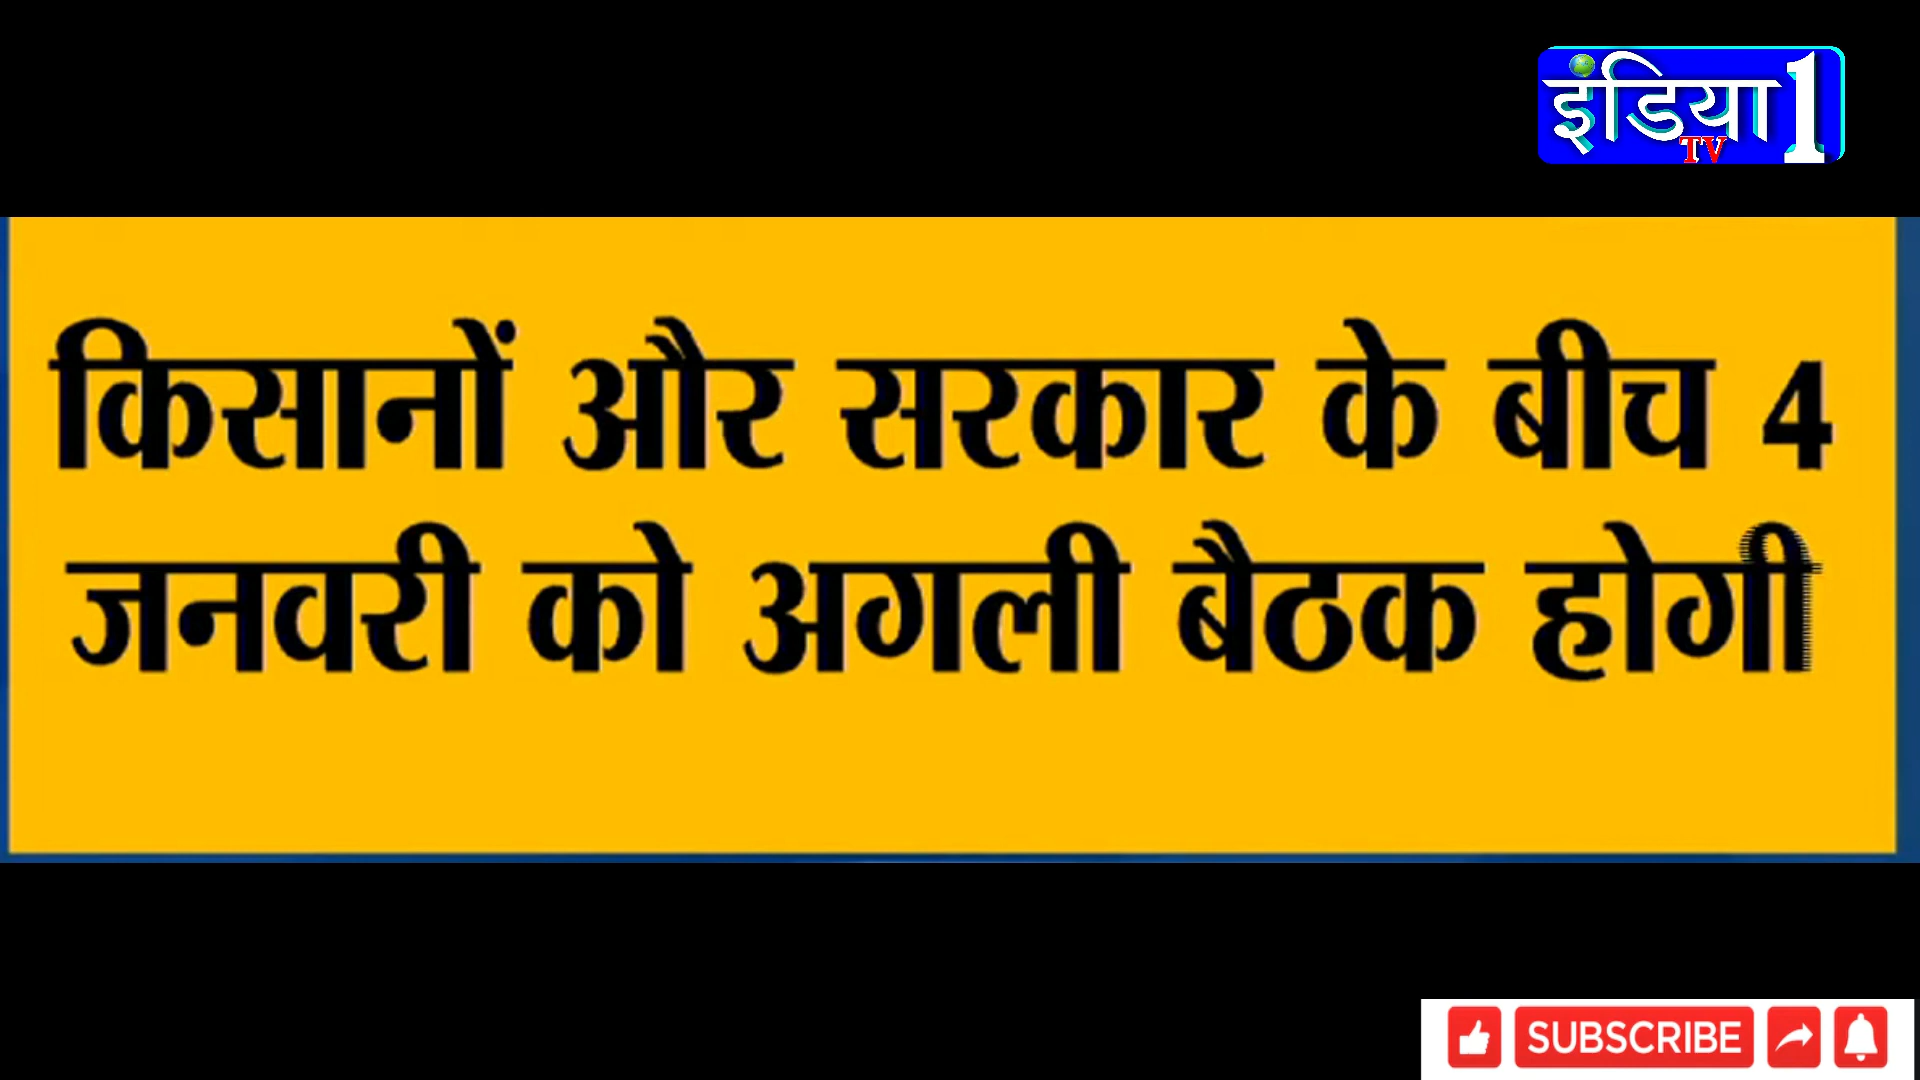 इंडिया 1
TV
किसानों और सरकार के बीच 4
जनवरी को अगली बैठक होगी
SUBSCRIBE